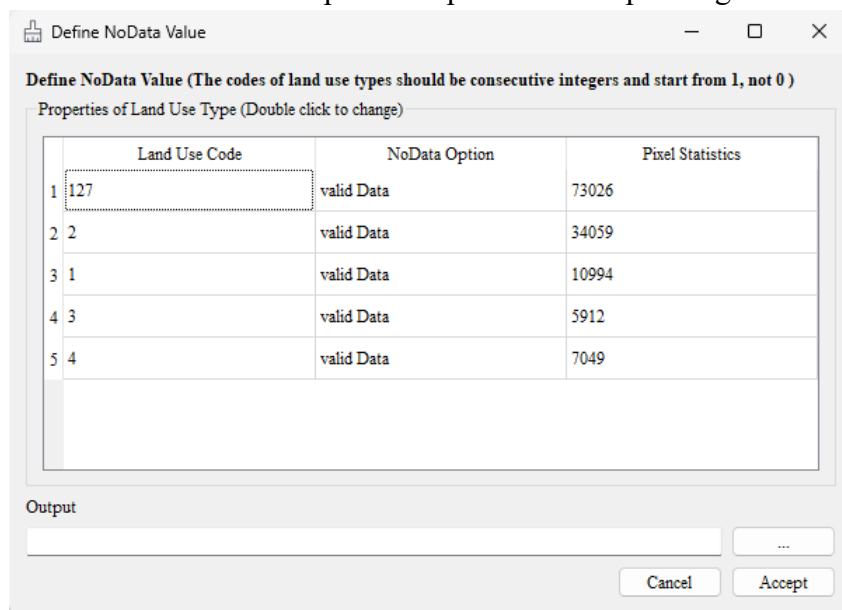 Define NoData Value
Define NoData Value (The codes of land use types should be consecutive integers and start from 1, not 0 )
Properties of Land Use Type (Double click to change)
Land Use Code NoData Option Pixel Statistics
1 127 valid Data 73026
2 2 valid Data 34059
3 1 valid Data 10994
4 3 valid Data 5912
5 4 valid Data 7049
Output
...
Cancel Accept